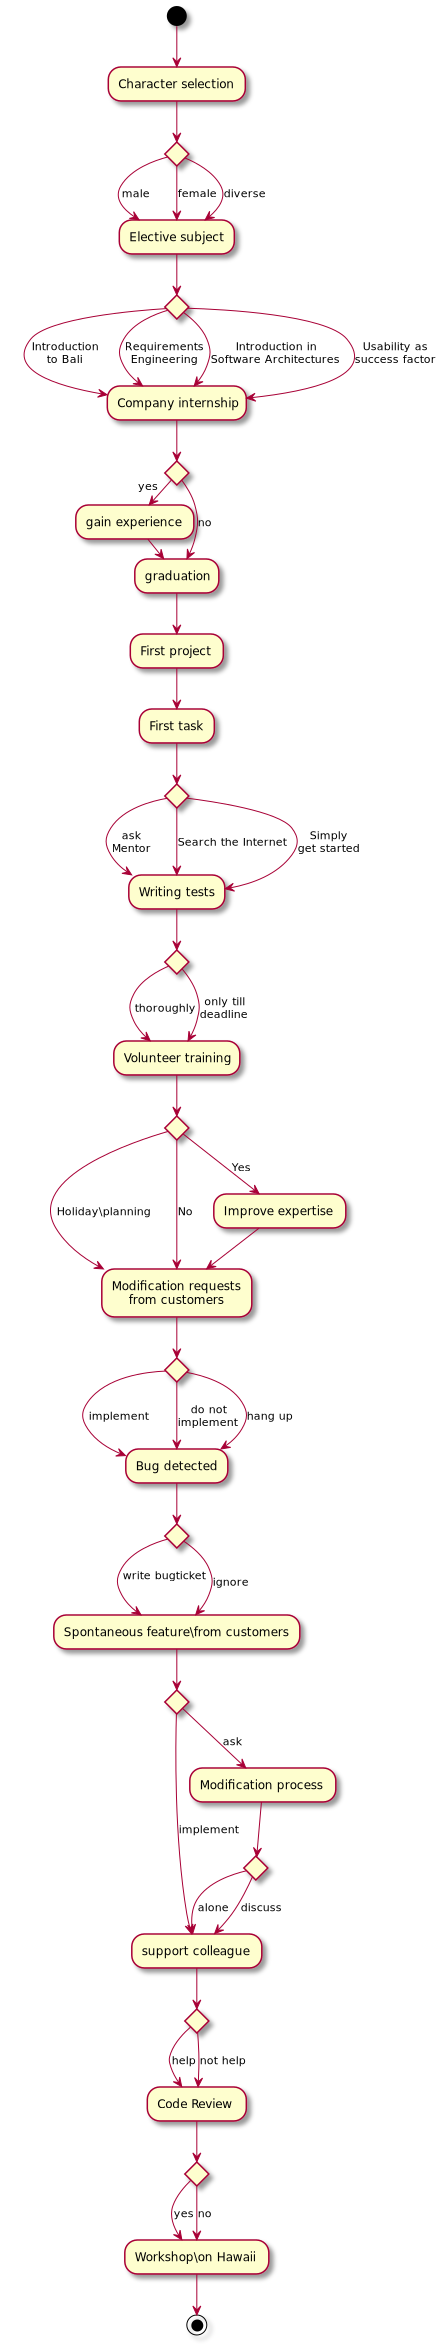 Character selection
male
female
diverse
Elective subject
Introduction
to Bali
Requirements
Engineering
Introduction in
Software Architectures
Usability as
success factor
Company internship
yes
gain experience
no
graduation
First project
First task
ask
Mentor
Search the Internet
Simply
get started
Writing tests
thoroughly
only till
deadline
Volunteer training
Yes
Holiday\planning
No
Improve expertise
Modification requests
from customers
implement
do not
implement
hang up
Bug detected
write bugticket
ignore
Spontaneous feature\from customers
ask
Modification process
implement
alone
discuss
support colleague
help
not help
Code Review
yes
no
Workshop\on Hawaii